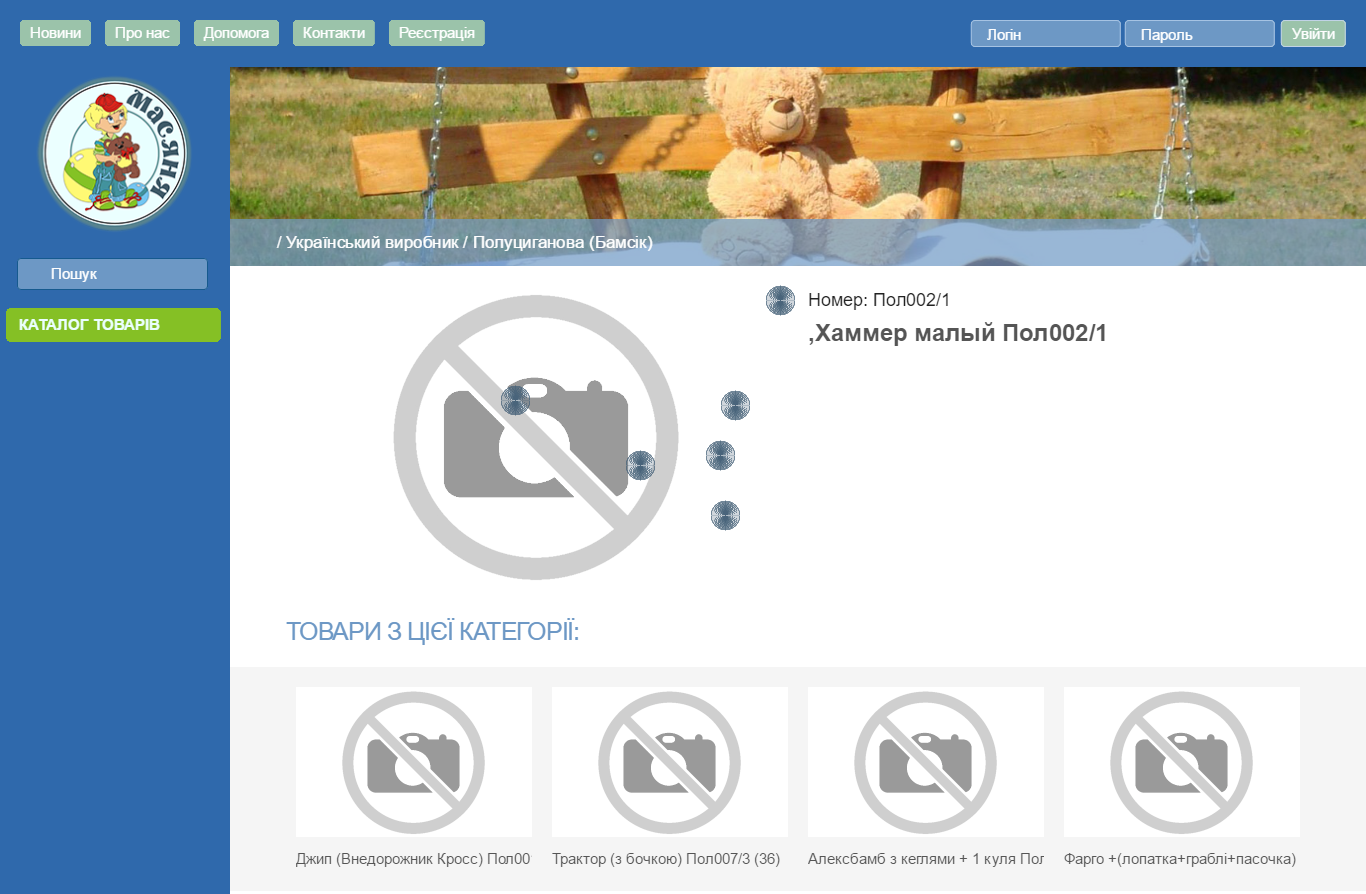 Новини Про нас Допомога Контакти Реєстрація Логін Пароль Увійти
Масяня
/ Український виробник / Полуциганова (Бамсік)
Пошук
КАТАЛОГ ТОВАРІВ
Номер: Пол002/1
,Хаммер малый Пол002/1
ТОВАРИ З ЦІЄЇ КАТЕГОРІЇ:
Джип (Внедорожник Кросс) Пол00
Трактор (з бочкою) Пол007/3 (36)
Алексбамб з кеглями + 1 куля Пол
Фарго +(лопатка+граблі+пасочка)